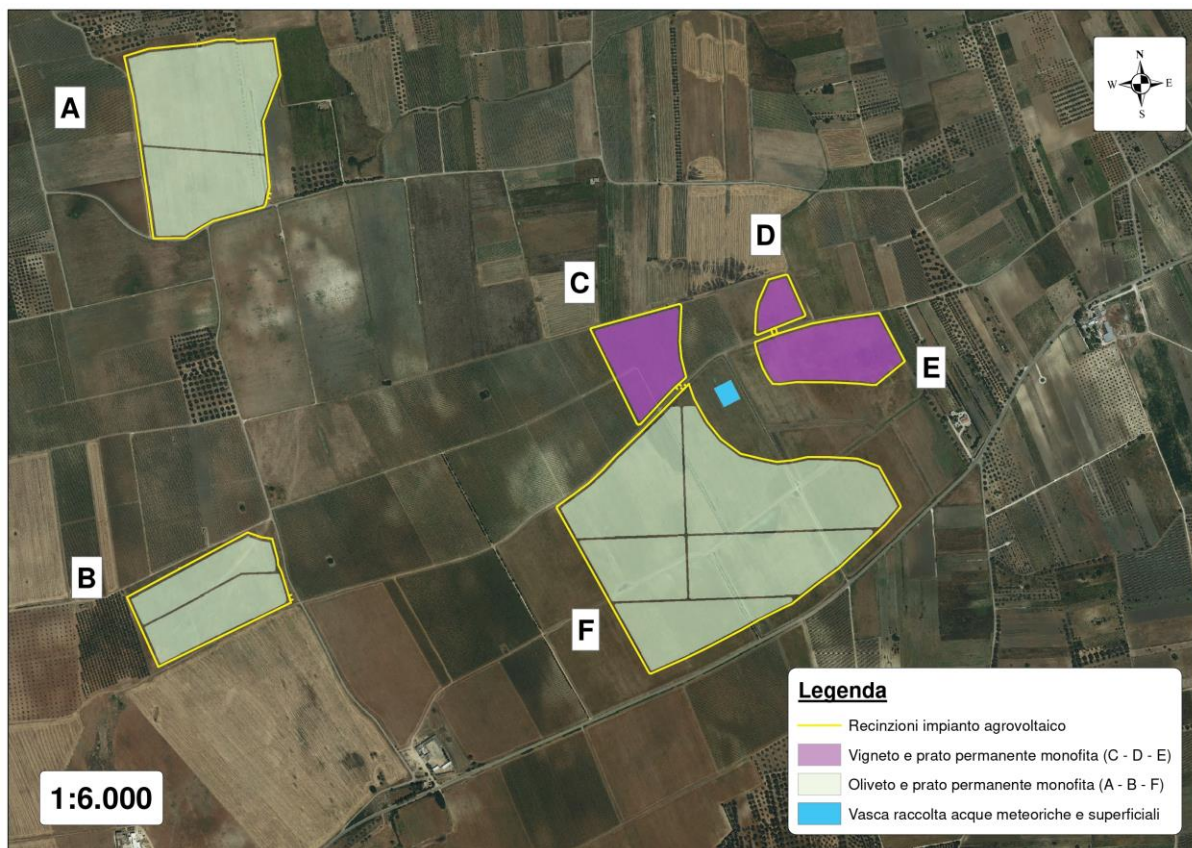 A
N
W E
S
D
C
E
B
F
Legenda
Recinzioni impianto agrovoltaico
Vigneto e prato permanente monofita (C - D - E)
Oliveto e prato permanente monofita (A - B - F)
Vasca raccolta acque meteoriche e superficiali
1:6.000